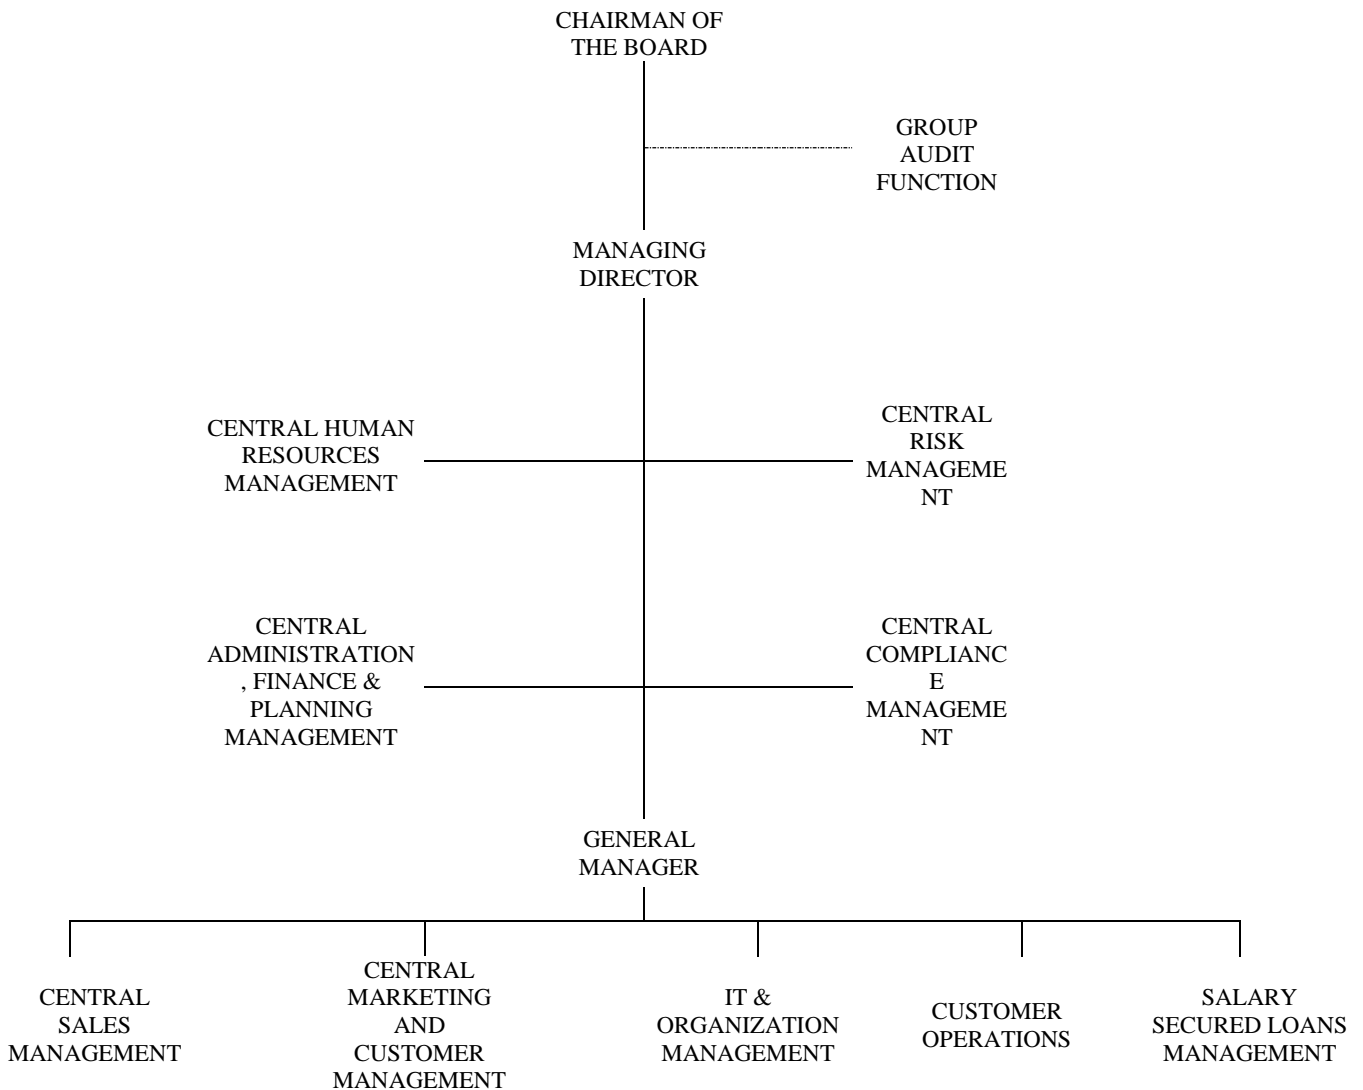 CHAIRMAN OF
THE BOARD
GROUP
AUDIT
FUNCTION
MANAGING
DIRECTOR
CENTRAL HUMAN
RESOURCES
MANAGEMENT
CENTRAL
RISK
MANAGEME
NT
CENTRAL
ADMINISTRATION
, FINANCE &
PLANNING
MANAGEMENT
CENTRAL
COMPLIANC
E
MANAGEME
NT
GENERAL
MANAGER
CENTRAL
SALES
MANAGEMENT
CENTRAL
MARKETING
AND
CUSTOMER
MANAGEMENT
IT &
ORGANIZATION
MANAGEMENT
CUSTOMER
OPERATIONS
SALARY
SECURED LOANS
MANAGEMENT